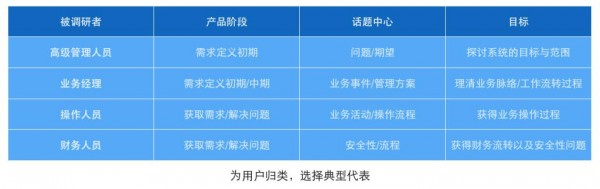 被调研者 产品阶段 话题中心 目标
高级管理人员 需求定义初期 问题/期望 探讨系统的目标与范围
业务经理 需求定义初期/中期 业务事件/管理方案 理清业务脉络/工作流转过程
操作人员 获取需求/解决问题 业务活动/操作流程 获得业务操作过程
财务人员 获取需求/解决问题 安全性/流程 获得财务流转以及安全性问题
为用户归类，选择典型代表